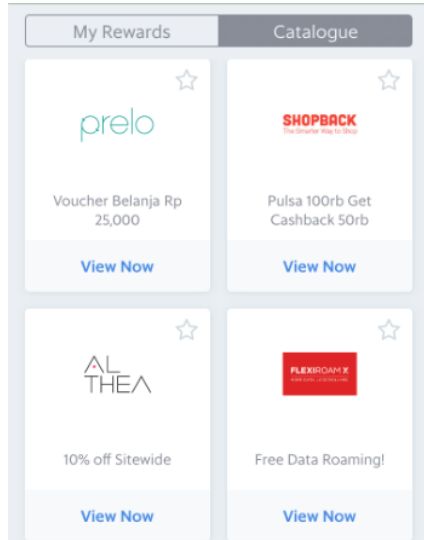 My Rewards
Catalogue
prelo
Voucher Belanja Rp
25,000
View Now
SHOPBACK
The Smarter Way to Shop
Pulsa 100rb Get
Cashback 50rb
View Now
AL
THEA
10% off Sitewide
View Now
FLEXIROAM X
Free Data Roaming!
View Now